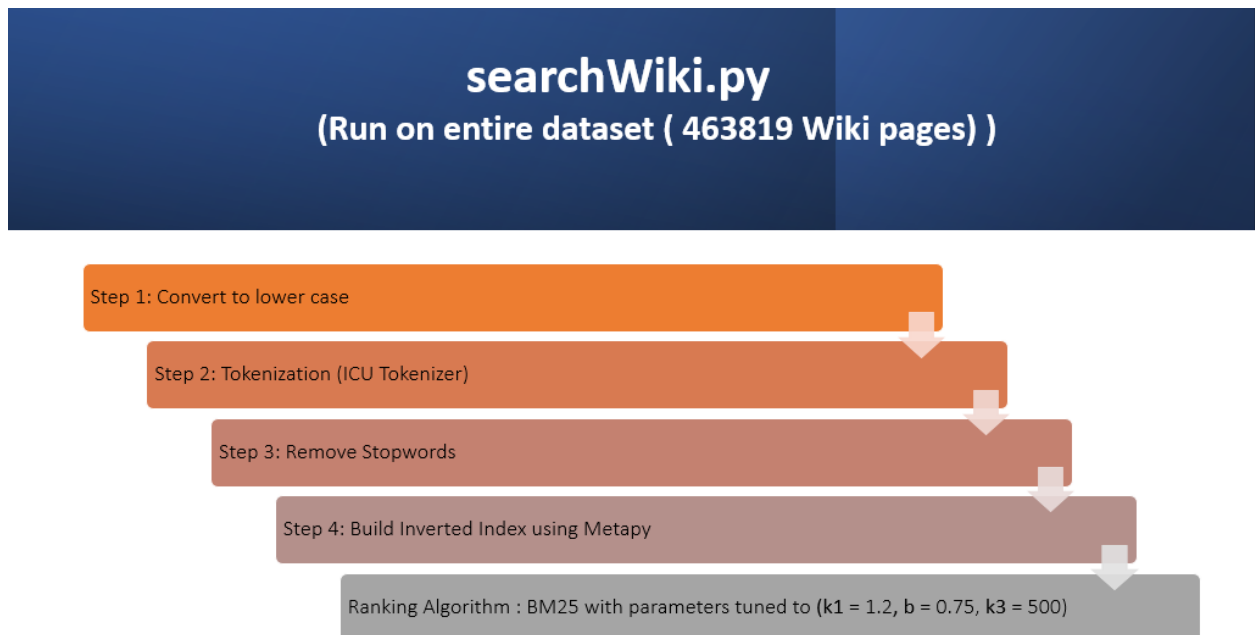 searchWiki.py
(Run on entire dataset ( 463819 Wiki pages) )
Step 1: Convert to lower case
Step 2: Tokenization (ICU Tokenizer)
Step 3: Remove Stopwords
Step 4: Build Inverted Index using Metapy
Ranking Algorithm : BM25 with parameters tuned to (k1 = 1.2, b = 0.75, k3 = 500)